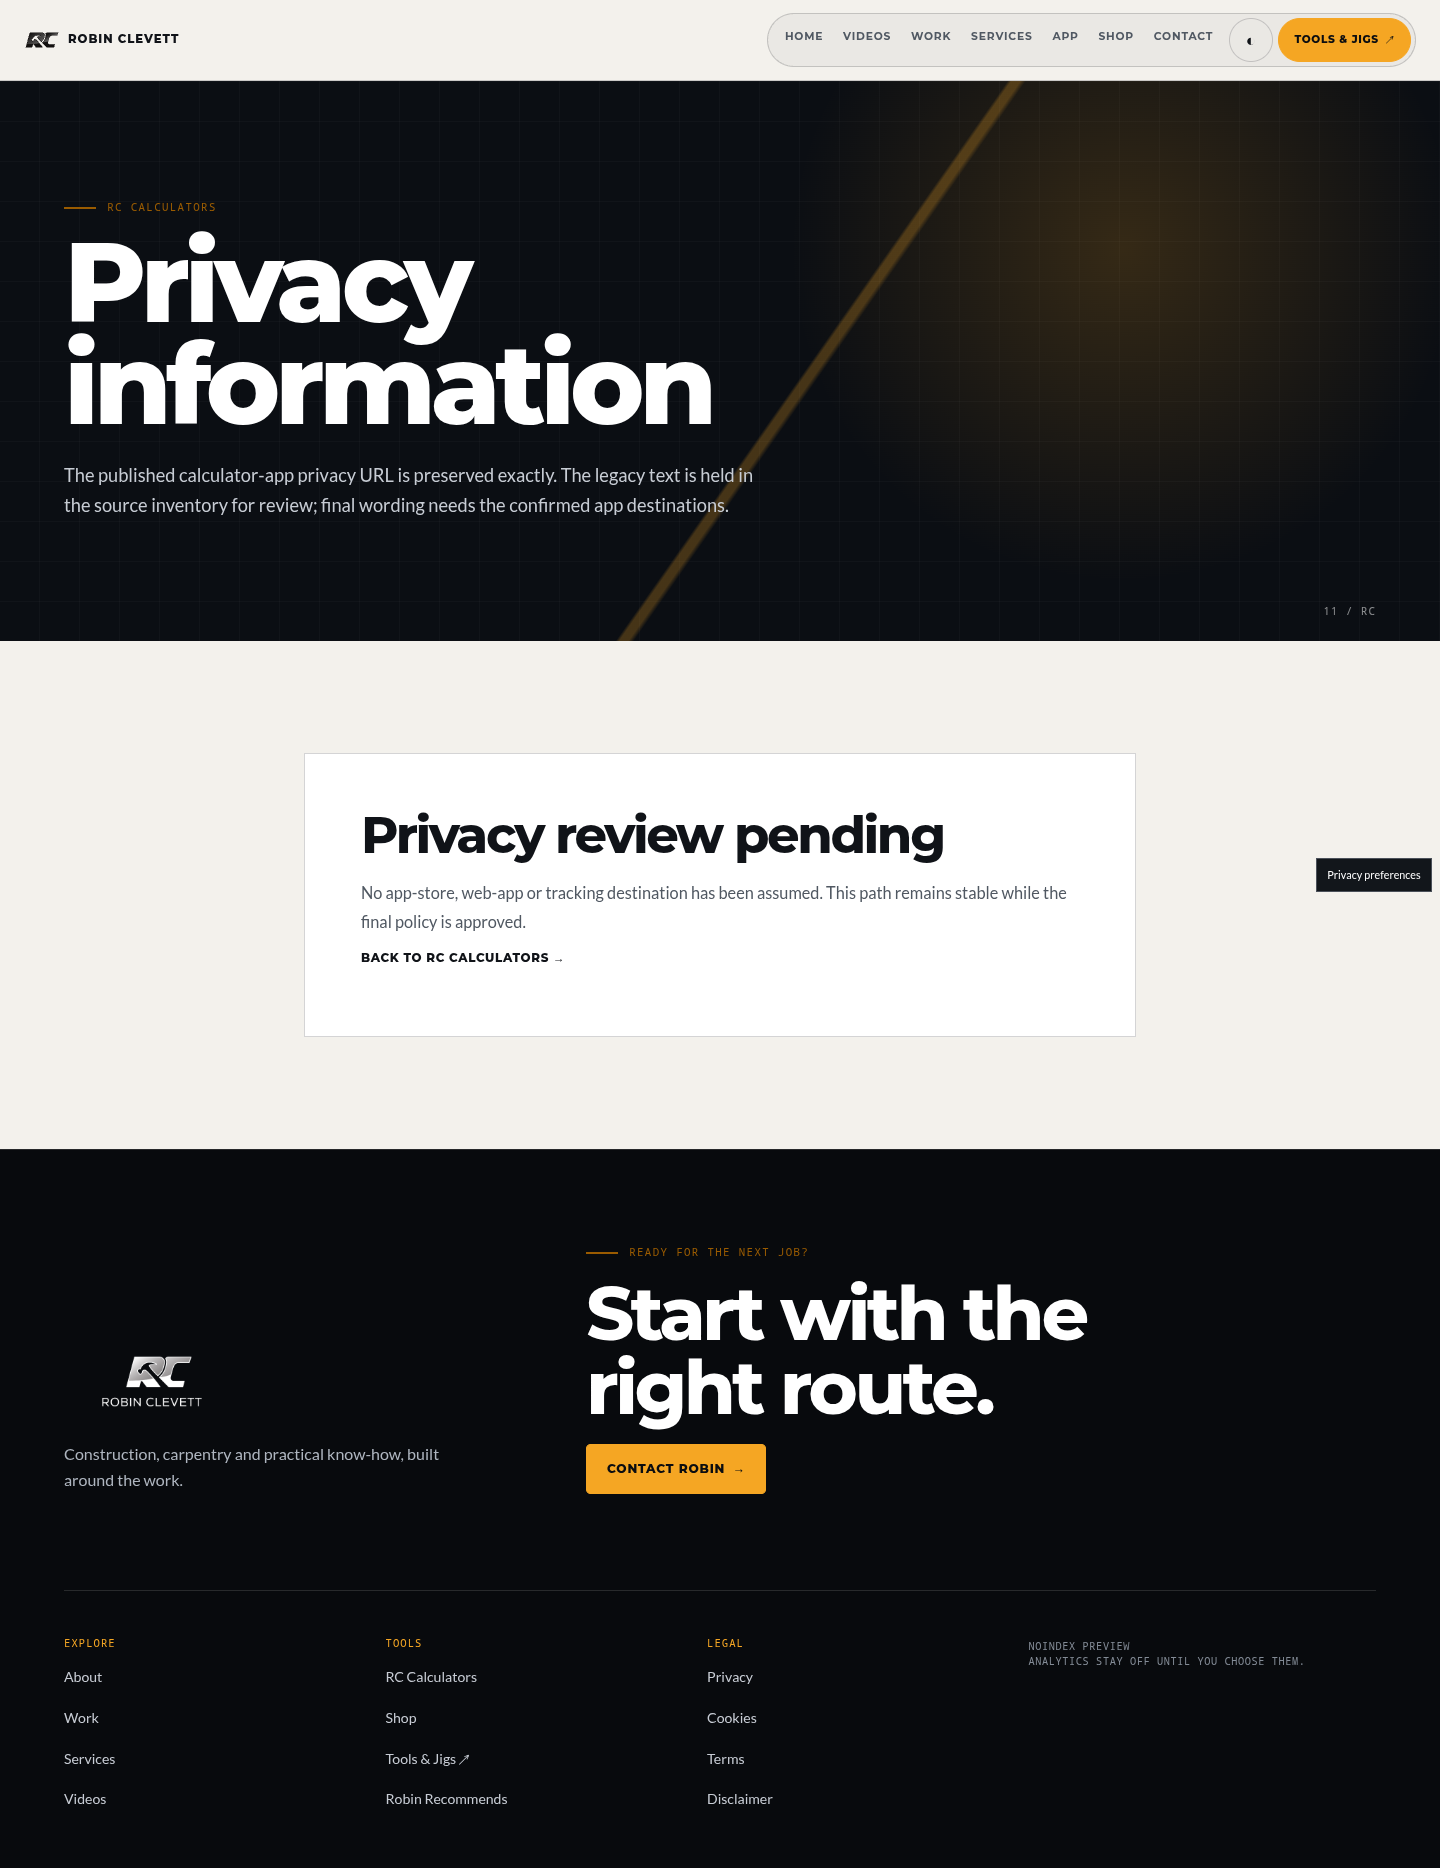 RC ROBIN CLEVETT
HOME VIDEOS WORK SERVICES APP SHOP CONTACT TOOLS & JIGS ↗
RC CALCULATORS
Privacy
information
The published calculator-app privacy URL is preserved exactly. The legacy text is held in
the source inventory for review; final wording needs the confirmed app destinations.
11 / RC
Privacy review pending
No app-store, web-app or tracking destination has been assumed. This path remains stable while the
final policy is approved.
BACK TO RC CALCULATORS →
Privacy preferences
READY FOR THE NEXT JOB?
Start with the
right route.
CONTACT ROBIN →
RC
ROBIN CLEVETT
Construction, carpentry and practical know-how, built
around the work.
EXPLORE
About
Work
Services
Videos
TOOLS
RC Calculators
Shop
Tools & Jigs ↗
Robin Recommends
LEGAL
Privacy
Cookies
Terms
Disclaimer
NOINDEX PREVIEW
ANALYTICS STAY OFF UNTIL YOU CHOOSE THEM.